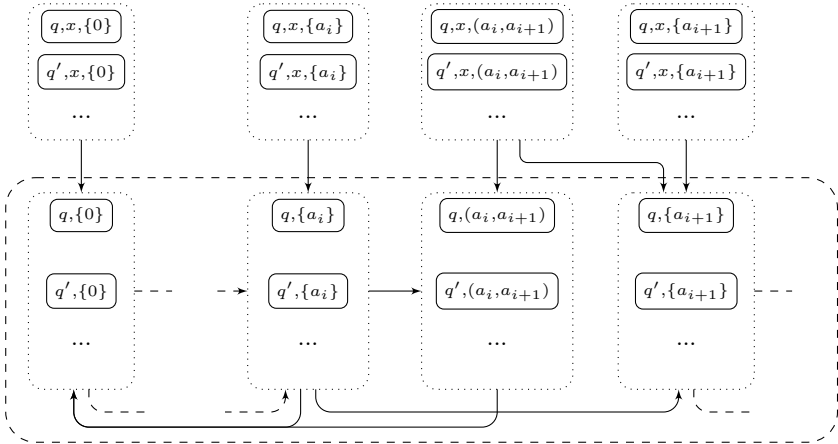 q,x,{0} q,x,{a_i} q,x,(a_i,a_{i+1}) q,x,{a_{i+1}}
q′,x,{0} q′,x,{a_i} q′,x,(a_i,a_{i+1}) q′,x,{a_{i+1}}
... ... ... ...
q,{0} q,{a_i} q,(a_i,a_{i+1}) q,{a_{i+1}}
q′,{0} q′,{a_i} q′,(a_i,a_{i+1}) q′,{a_{i+1}}
... ... ... ...